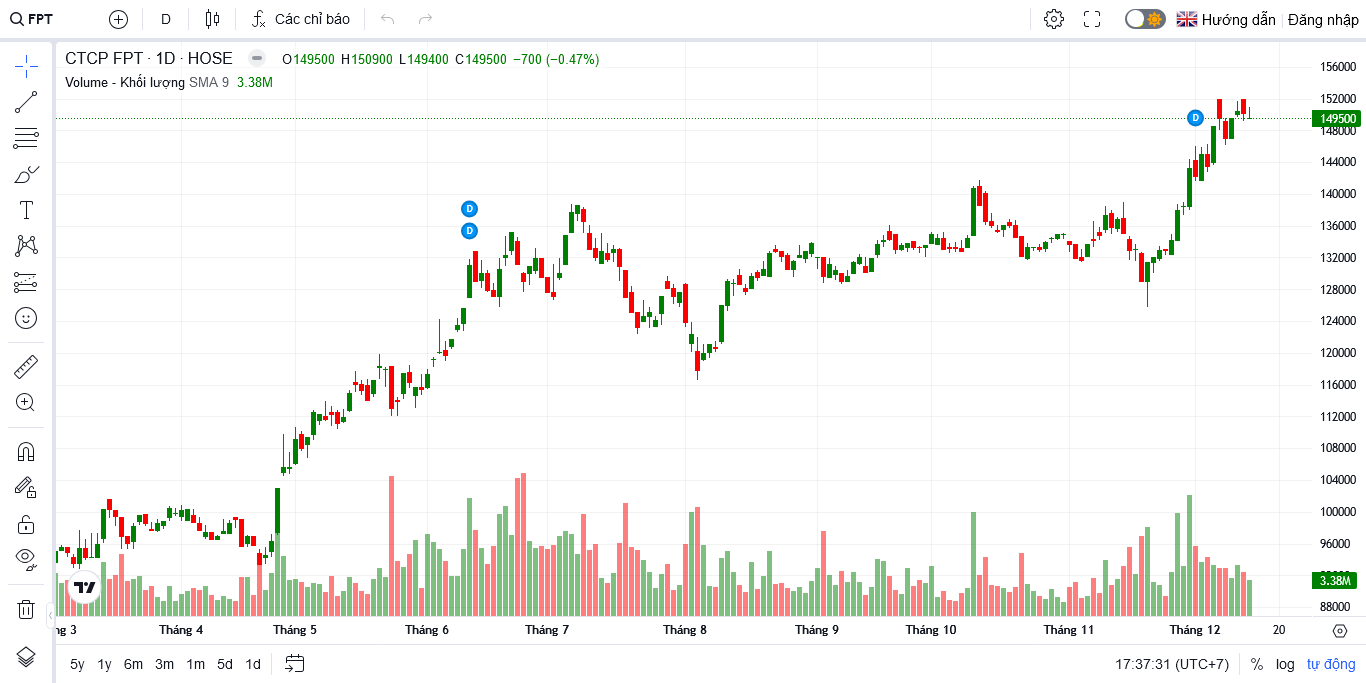 FPT D Các chỉ báo Hướng dẫn Đăng nhập
CTCP FPT · 1D · HOSE O149500 H150900 L149400 C149500 −700 (−0.47%)
Volume - Khối lượng SMA 9 3.38M
156000
152000
149500
148000
144000
140000
136000
132000
128000
124000
120000
116000
112000
108000
104000
100000
96000
3.38M
88000
D
D
D
ng 3 Tháng 4 Tháng 5 Tháng 6 Tháng 7 Tháng 8 Tháng 9 Tháng 10 Tháng 11 Tháng 12 20
5y 1y 6m 3m 1m 5d 1d 17:37:31 (UTC+7) % log tự động